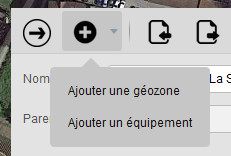 Nom
La S
Ajouter une géozone
Pare
Ajouter un équipement